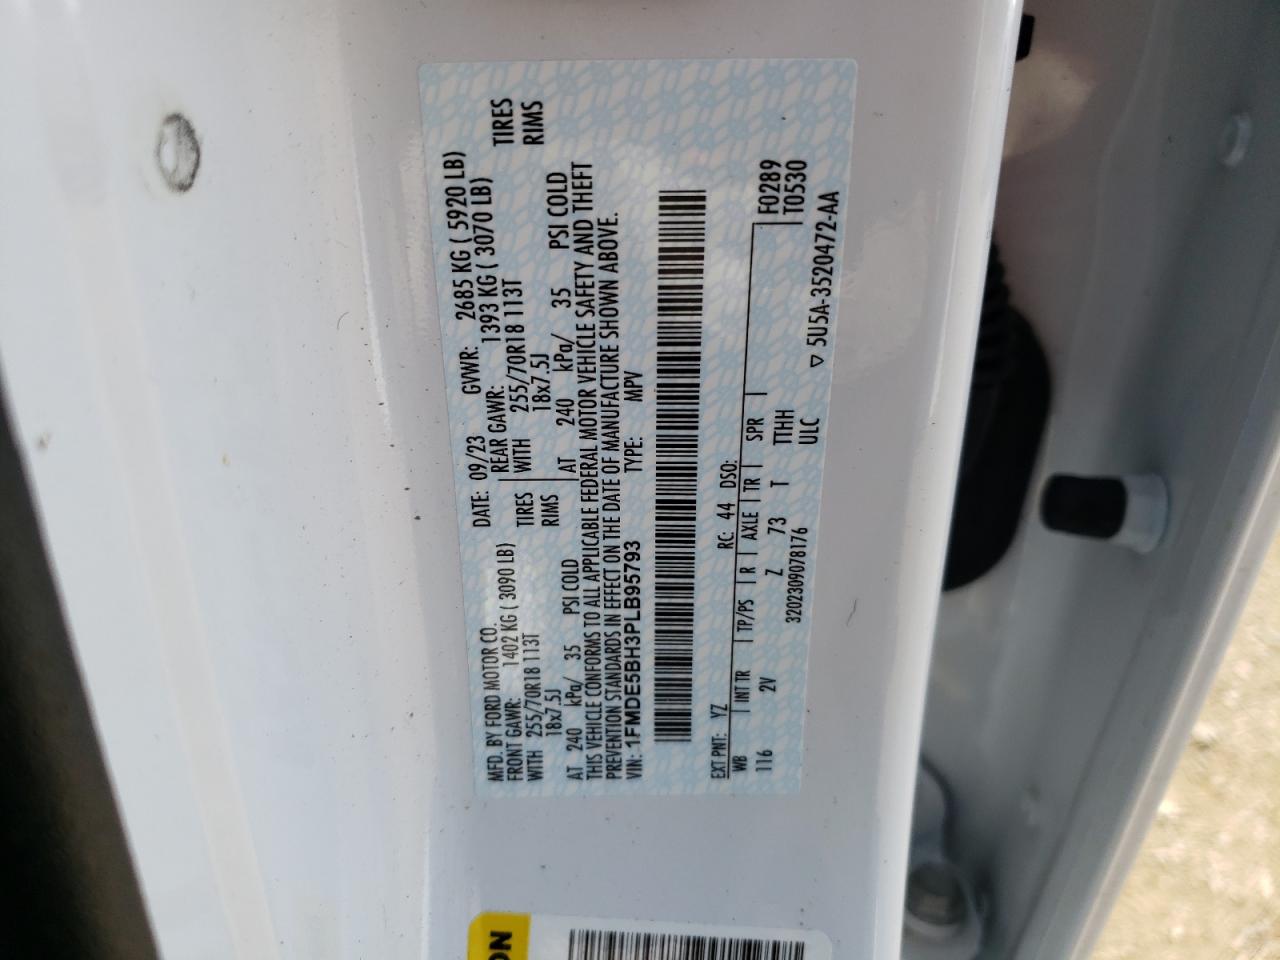 MFD. BY FORD MOTOR CO.
DATE: 09/23 GVWR: 2685 KG ( 5920 LB)
FRONT GAWR: 1402 KG ( 3090 LB)
REAR GAWR: 1393 KG ( 3070 LB)
WITH 255/70R18 113T TIRES
WITH 255/70R18 113T TIRES
18x7.5J RIMS
18x7.5J RIMS
AT 240 kPa/ 35 PSI COLD
AT 240 kPa/ 35 PSI COLD
THIS VEHICLE CONFORMS TO ALL APPLICABLE FEDERAL MOTOR VEHICLE SAFETY AND THEFT
PREVENTION STANDARDS IN EFFECT ON THE DATE OF MANUFACTURE SHOWN ABOVE.
VIN: 1FMDE5BH3PLB95793 TYPE: MPV
EXT PNT: YZ RC: 44 DSO:
WB INT TR TP/PS R AXLE TR SPR F0289
116 2V Z 73 T TTHH T0530
3202309078176 ULC
▽ 5U5A-3520472-AA
ON